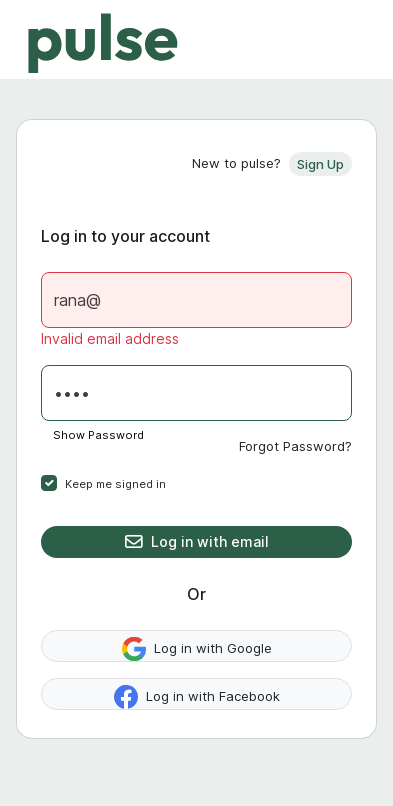 pulse
New to pulse? Sign Up
Log in to your account
rana@
Invalid email address
••••
Show Password
Forgot Password?
Keep me signed in
Log in with email
Or
Log in with Google
Log in with Facebook